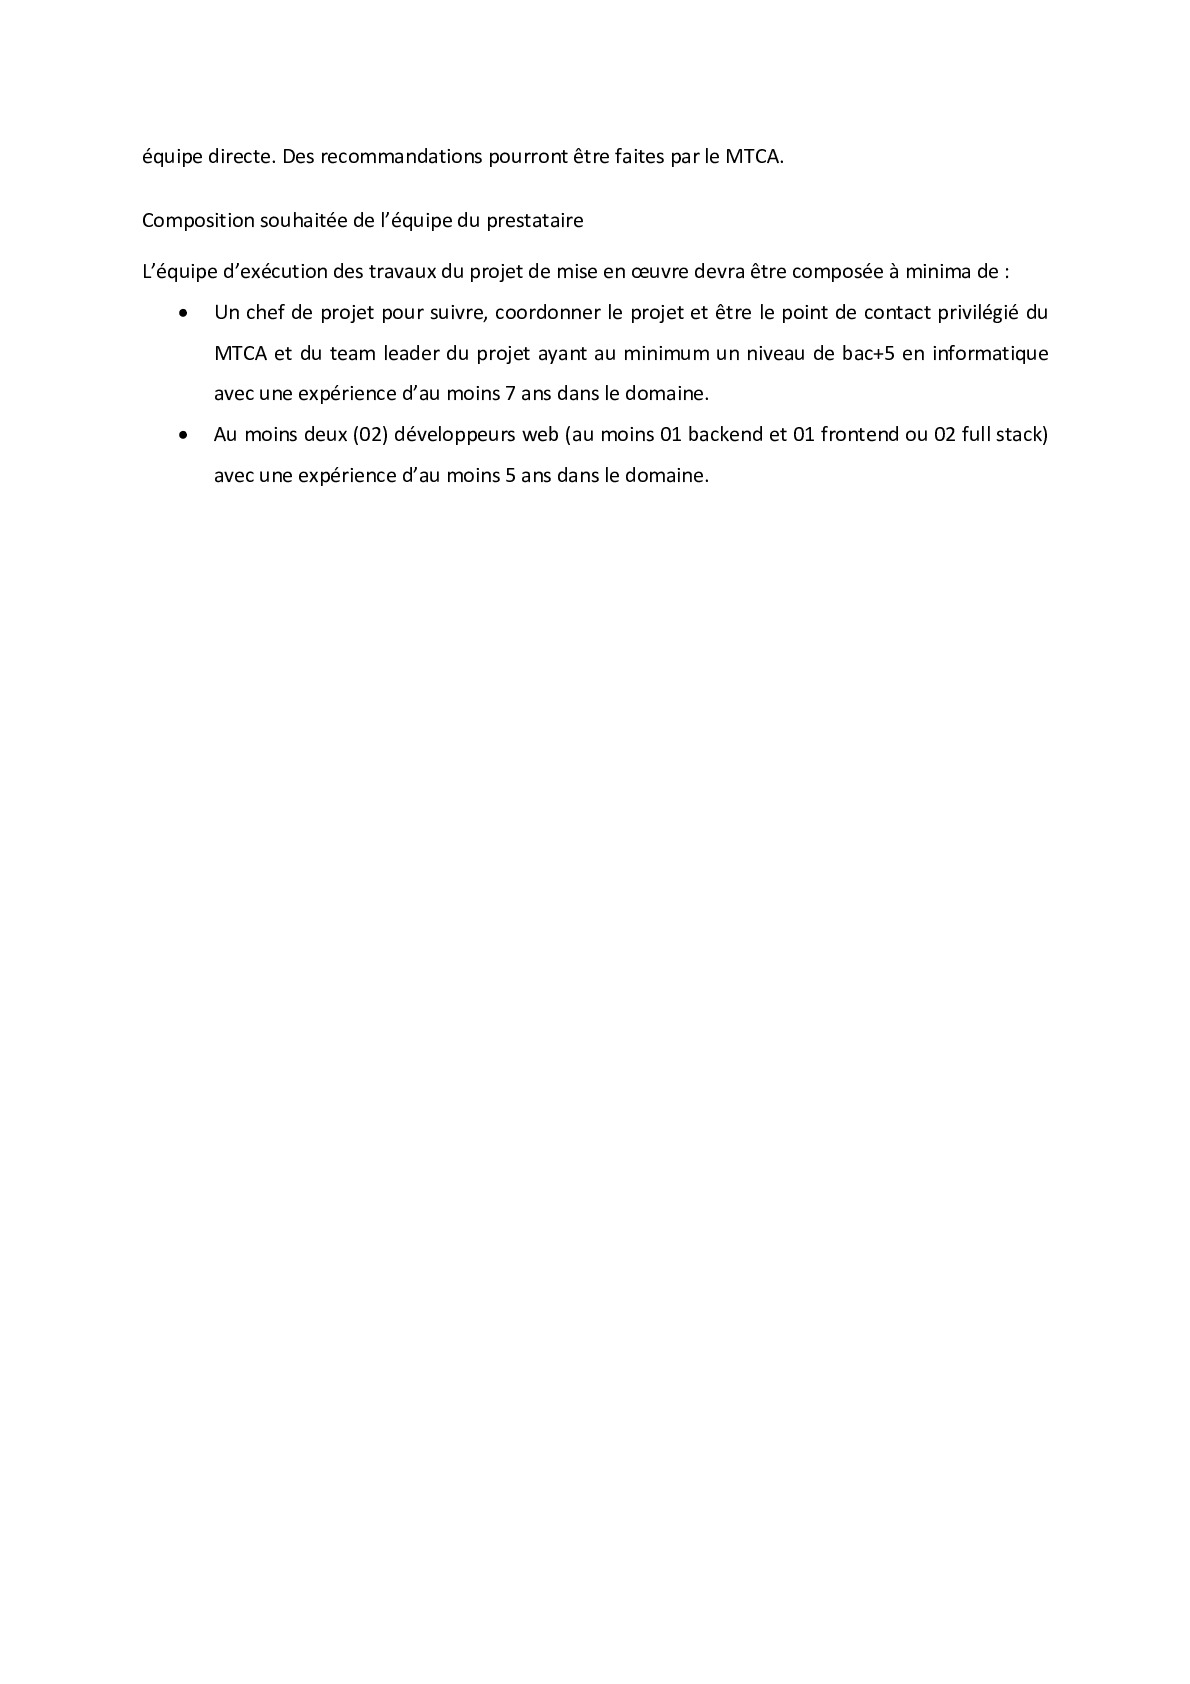 équipe directe. Des recommandations pourront être faites par le MTCA.
Composition souhaitée de l’équipe du prestataire
L’équipe d’exécution des travaux du projet de mise en œuvre devra être composée à minima de :
• Un chef de projet pour suivre, coordonner le projet et être le point de contact privilégié du
MTCA et du team leader du projet ayant au minimum un niveau de bac+5 en informatique
avec une expérience d’au moins 7 ans dans le domaine.
• Au moins deux (02) développeurs web (au moins 01 backend et 01 frontend ou 02 full stack)
avec une expérience d’au moins 5 ans dans le domaine.